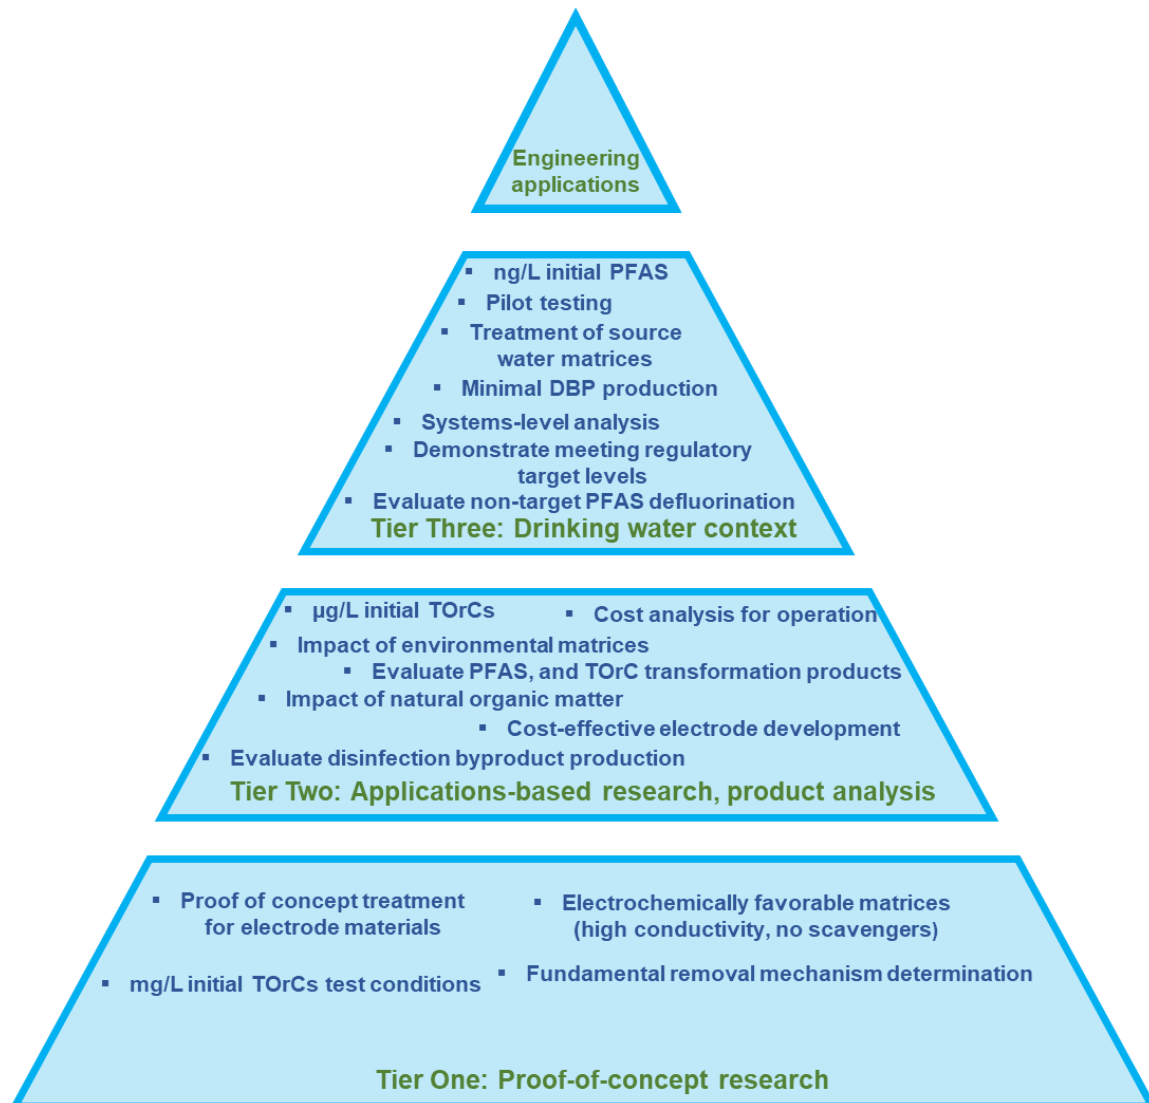 Engineering
applications
▪ ng/L initial PFAS
▪ Pilot testing
▪ Treatment of source
water matrices
▪ Minimal DBP production
▪ Systems-level analysis
▪ Demonstrate meeting regulatory
target levels
▪ Evaluate non-target PFAS defluorination
Tier Three: Drinking water context
▪ µg/L initial TOrCs
▪ Cost analysis for operation
▪ Impact of environmental matrices
▪ Evaluate PFAS, and TOrC transformation products
▪ Impact of natural organic matter
▪ Cost-effective electrode development
▪ Evaluate disinfection byproduct production
Tier Two: Applications-based research, product analysis
▪ Proof of concept treatment
for electrode materials
▪ Electrochemically favorable matrices
(high conductivity, no scavengers)
▪ mg/L initial TOrCs test conditions
▪ Fundamental removal mechanism determination
Tier One: Proof-of-concept research